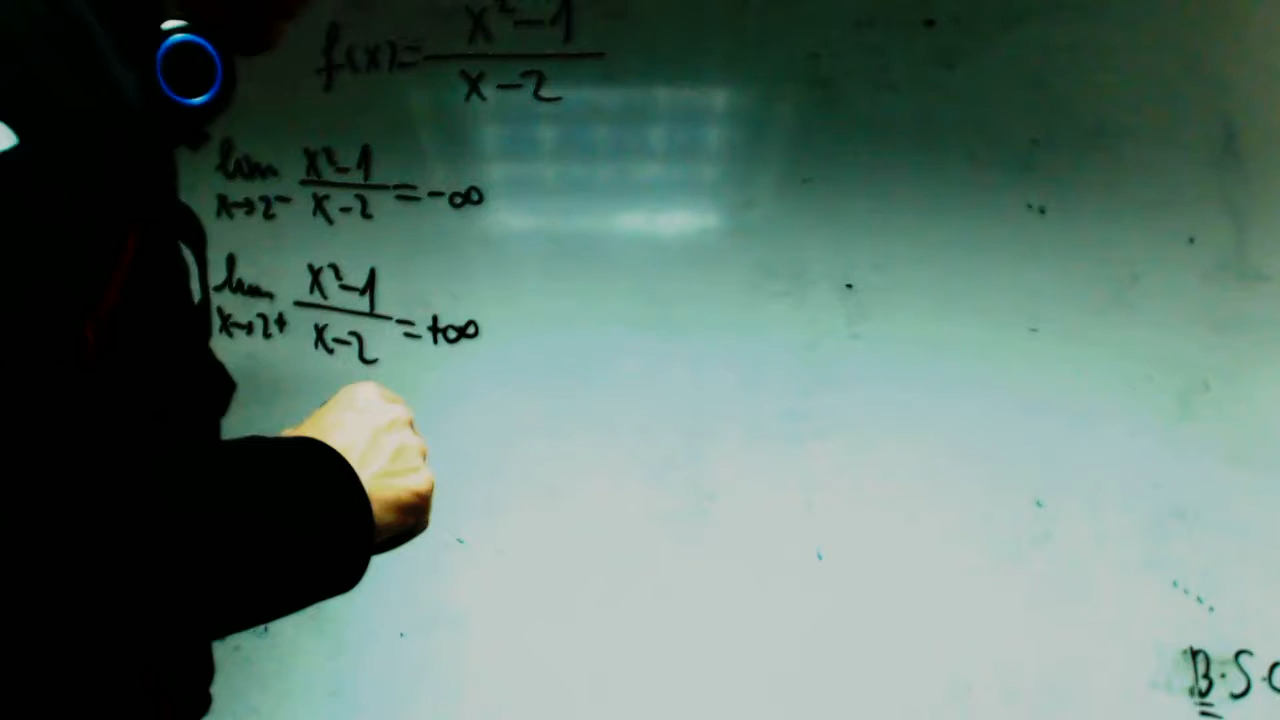 f(x)= x²-1 / x-2
lim x→2⁻ x²-1 / x-2 = -∞
lim x→2+ x²-1 / x-2 = +∞
B.S.